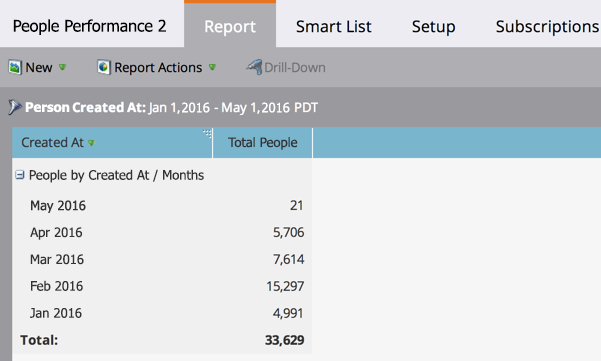 People Performance 2 Report Smart List Setup Subscriptions
New Report Actions Drill-Down
Person Created At: Jan 1,2016 - May 1,2016 PDT
Created At Total People
People by Created At / Months
May 2016 21
Apr 2016 5,706
Mar 2016 7,614
Feb 2016 15,297
Jan 2016 4,991
Total: 33,629